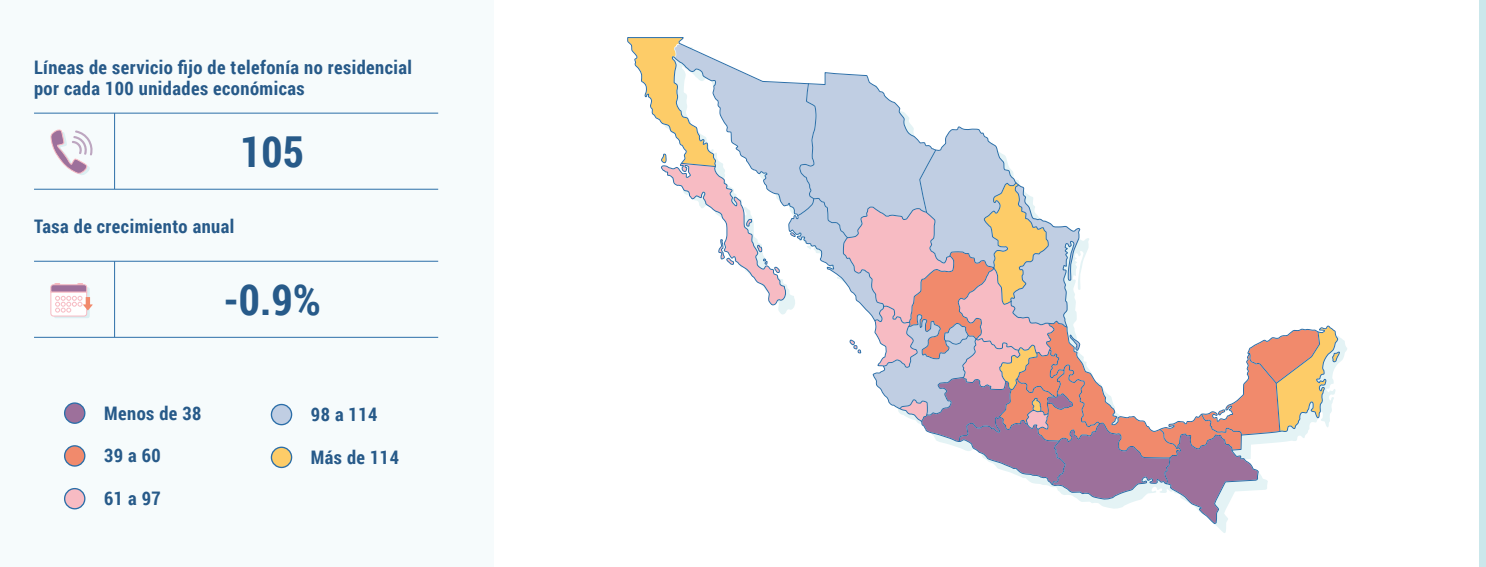 Líneas de servicio fijo de telefonía no residencial
por cada 100 unidades económicas
105
Tasa de crecimiento anual
-0.9%
Menos de 38
39 a 60
61 a 97
98 a 114
Más de 114